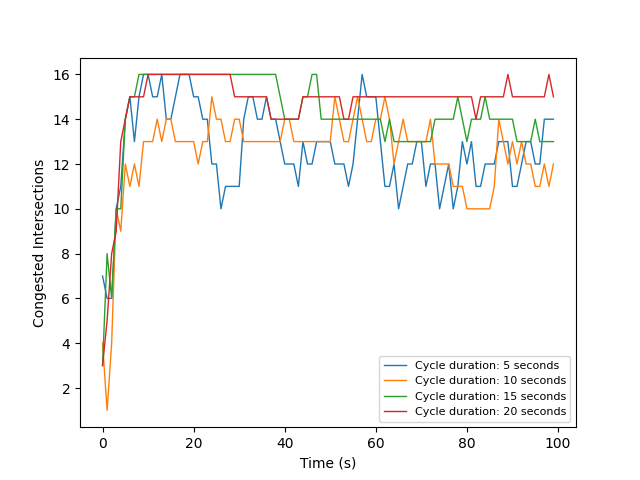 16
14
12
10
8
6
4
2
Congested Intersections
Cycle duration: 5 seconds
Cycle duration: 10 seconds
Cycle duration: 15 seconds
Cycle duration: 20 seconds
0 20 40 60 80 100
Time (s)